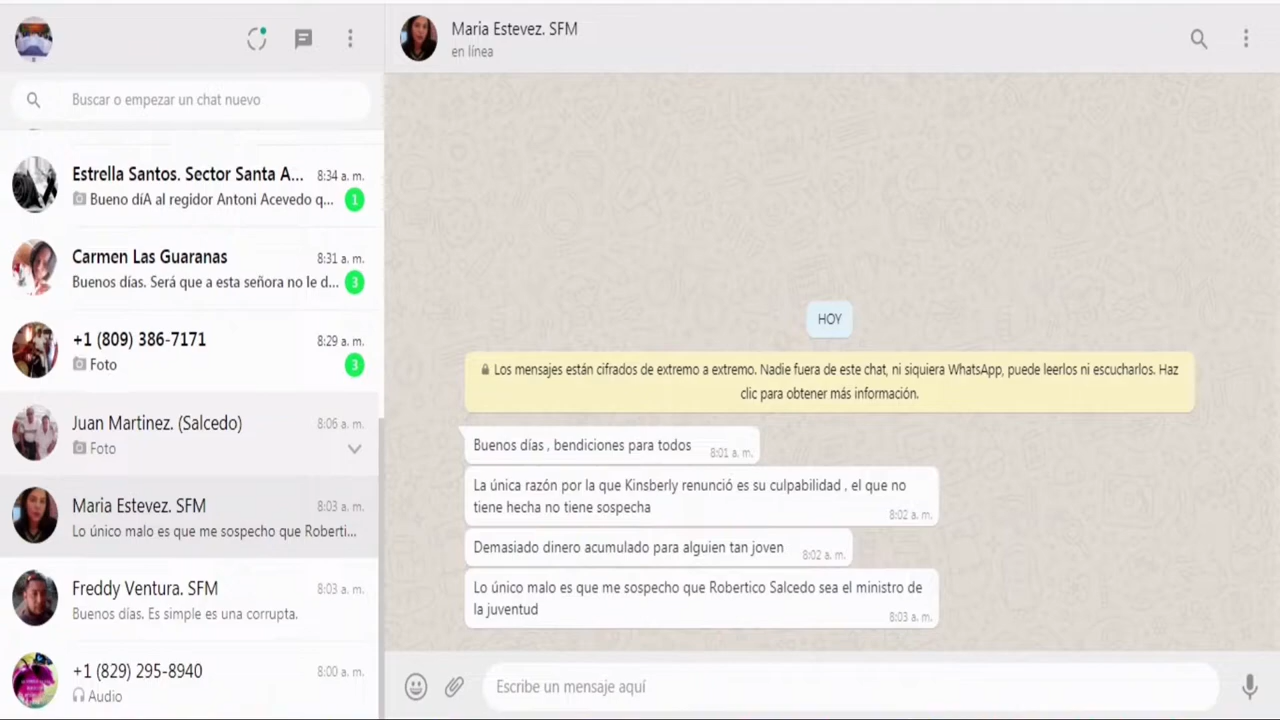 Buscar o empezar un chat nuevo
Estrella Santos. Sector Santa A... 8:34 a. m.
Bueno díA al regidor Antoni Acevedo q... 1
Carmen Las Guaranas 8:31 a. m.
Buenos días. Será que a esta señora no le d... 3
+1 (809) 386-7171 8:29 a. m.
Foto 3
Juan Martinez. (Salcedo) 8:06 a. m.
Foto
Maria Estevez. SFM 8:03 a. m.
Lo único malo es que me sospecho que Roberti...
Freddy Ventura. SFM 8:03 a. m.
Buenos días. Es simple es una corrupta.
+1 (829) 295-8940 8:00 a. m.
Audio
Maria Estevez. SFM
en línea
HOY
Los mensajes están cifrados de extremo a extremo. Nadie fuera de este chat, ni siquiera WhatsApp, puede leerlos ni escucharlos. Haz
clic para obtener más información.
Buenos días , bendiciones para todos 8:01 a. m.
La única razón por la que Kinsberly renunció es su culpabilidad , el que no
tiene hecha no tiene sospecha 8:02 a. m.
Demasiado dinero acumulado para alguien tan joven 8:02 a. m.
Lo único malo es que me sospecho que Robertico Salcedo sea el ministro de
la juventud 8:03 a. m.
Escribe un mensaje aquí